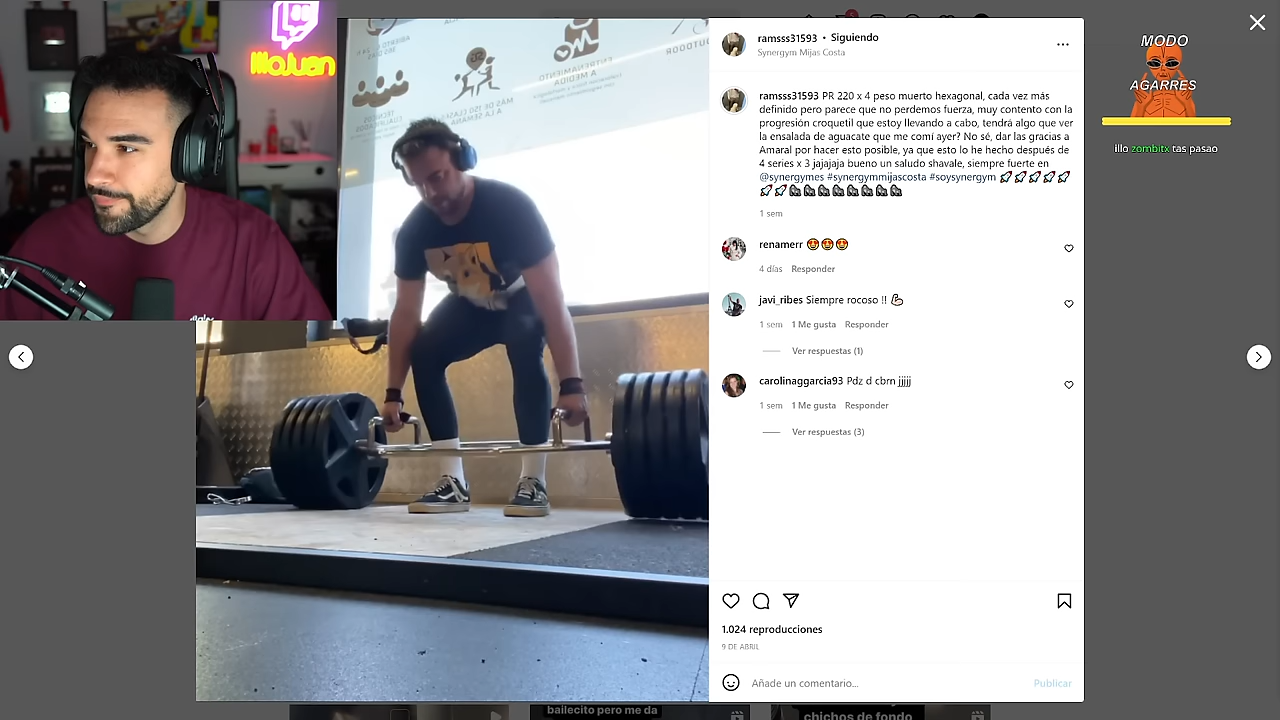 IlloJuan
ramsss31593 • Siguiendo
Synergym Mijas Costa
ramsss31593 PR 220 x 4 peso muerto hexagonal, cada vez más
definido pero parece que no pardemos fuerza, muy contento con la
progresión croquetil que estoy llevando a cabo, tendrá algo que ver
la ensalada de aguacate que me comí ayer? No sé, dar las gracias a
Amaral por hacer esto posible, ya que esto lo he hecho después de
4 series x 3 jajajaja bueno un saludo shavale, siempre fuerte en
@synergymes #synergymmijascosta #soysynergym
1 sem
renamerr 😍😍😍
4 días Responder
javi_ribes Siempre rocoso !! 💪🏻
1 sem 1 Me gusta Responder
Ver respuestas (1)
carolinaggarcia93 Pdz d cbrn jjjjj
1 sem 1 Me gusta Responder
Ver respuestas (3)
1.024 reproducciones
9 DE ABRIL
Añade un comentario...
Publicar
MODO
AGARRES
illo zombitx tas pasao
ENTRENAMIENTO
A MEDIDA
bailecito pero me da
chichos de fondo